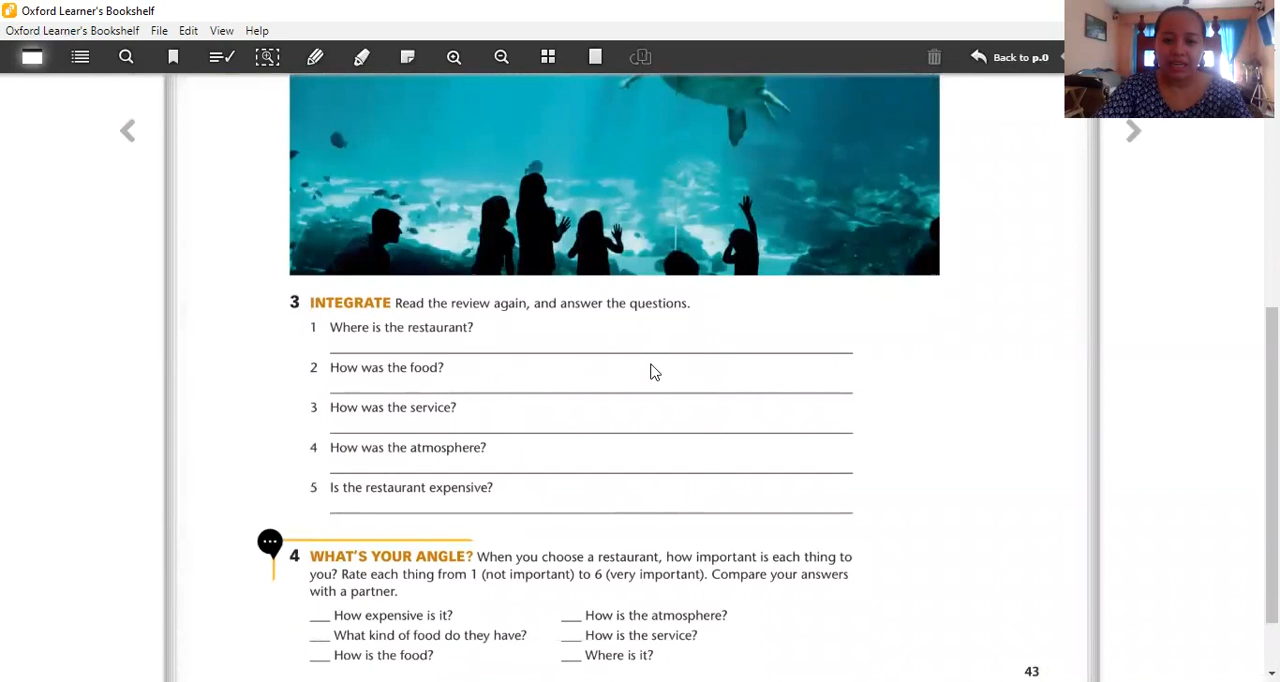 Oxford Learner's Bookshelf
Oxford Learner's Bookshelf File Edit View Help
Back to p.0
3 INTEGRATE Read the review again, and answer the questions.
1 Where is the restaurant?
2 How was the food?
3 How was the service?
4 How was the atmosphere?
5 Is the restaurant expensive?
4 WHAT'S YOUR ANGLE? When you choose a restaurant, how important is each thing to
you? Rate each thing from 1 (not important) to 6 (very important). Compare your answers
with a partner.
___ How expensive is it? ___ How is the atmosphere?
___ What kind of food do they have? ___ How is the service?
___ How is the food? ___ Where is it?
43